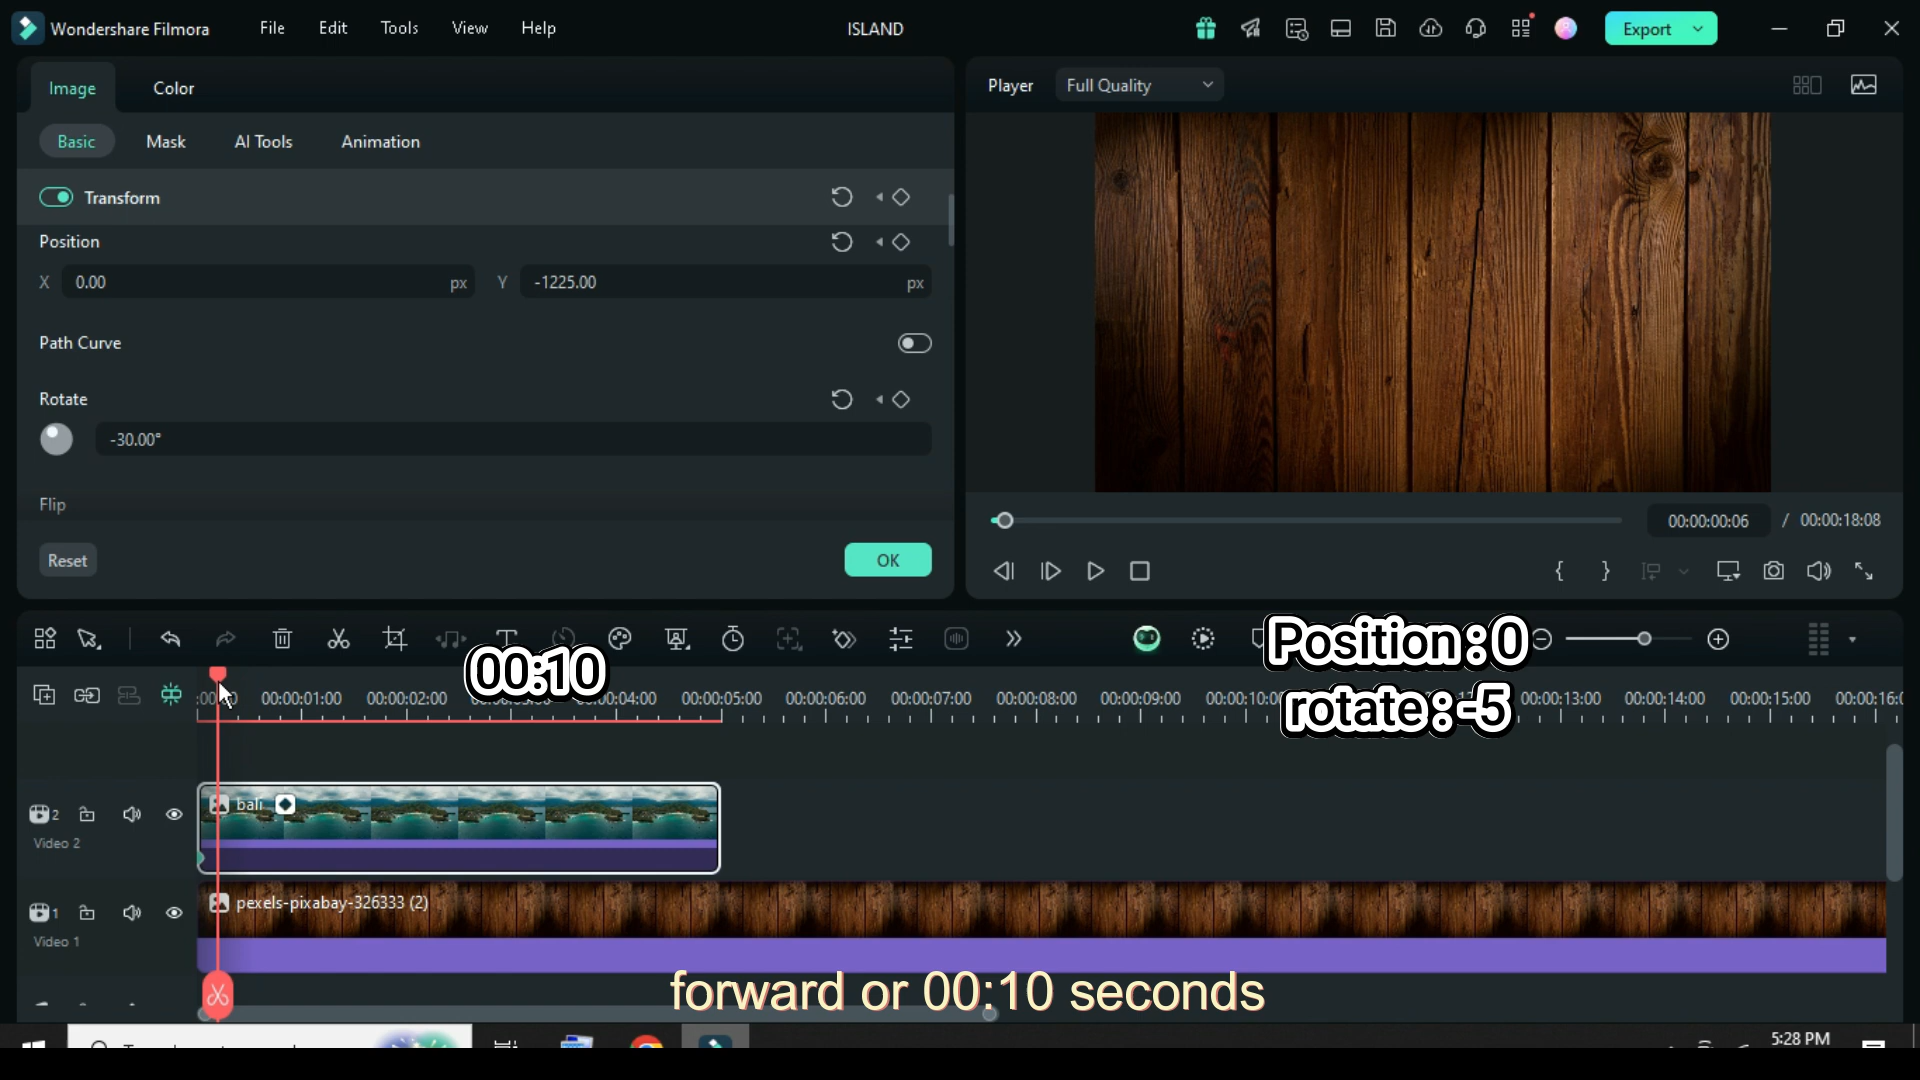 Wondershare Filmora File Edit Tools View Help ISLAND Export
Image Color
Player Full Quality
Basic Mask AI Tools Animation
Transform
Position
X 0.00 px Y -1225.00 px
Path Curve
Rotate
-30.00°
Flip
00:00:00:06 / 00:00:18:08
Reset OK
00:10
Position:0
rotate:-5
00:00:01:00 00:00:02:00 00:00:04:00 00:00:05:00 00:00:06:00 00:00:07:00 00:00:08:00 00:00:09:00 00:00:13:00 00:00:14:00 00:00:15:00
bali
2
Video 2
pexels-pixabay-326333 (2)
1
Video 1
forward or 00:10 seconds
5:28 PM